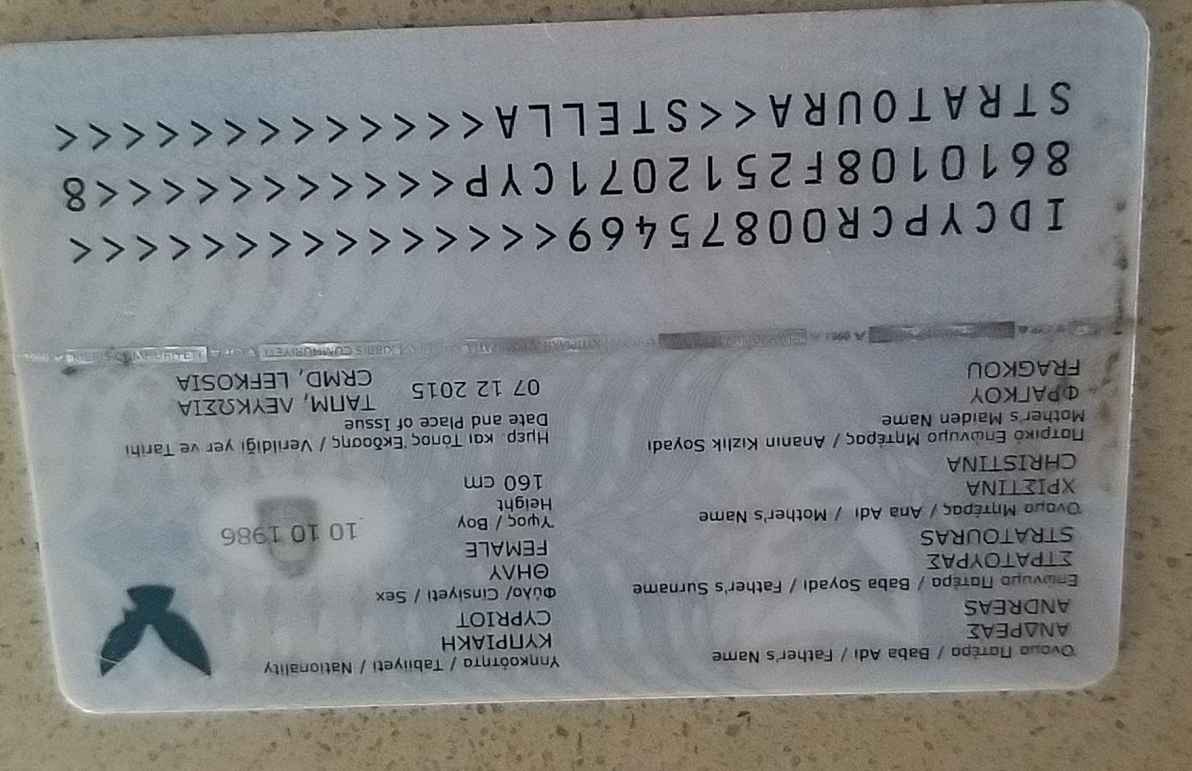 Όνομα Πατέρα / Baba Adı / Father's Name
ΑΝΔΡΕΑΣ
ANDREAS
Επώνυμο Πατέρα / Baba Soyadı / Father's Surname
ΣΤΡΑΤΟΥΡΑΣ
STRATOURAS
Όνομα Μητέρας / Ana Adı / Mother's Name
ΧΡΙΣΤΙΝΑ
CHRISTINA
Πατρικό Επώνυμο Μητέρας / Ananın Kizlik Soyadı
Mother's Maiden Name
ΦΡΑΓΚΟΥ
FRAGKOU
Υπηκοότητα / Tabiiyeti / Nationality
ΚΥΠΡΙΑΚΗ
CYPRIOT
Φύλο/ Cinsiyeti / Sex
ΘΗΛΥ
FEMALE
Ύψος / Boy
Height
160 cm
10 10 1986
Ημερ. και Τόπος Έκδοσης / Verildiği yer ve Tarihi
Date and Place of Issue
07 12 2015
ΤΑΠΜ, ΛΕΥΚΩΣΙΑ
CRMD, LEFKOSIA
IDCYPCR00875469<<<<<<<<<<<<<<<
8610108F2512071CYP<<<<<<<<<<<8
STRATOURA<<STELLA<<<<<<<<<<<<<